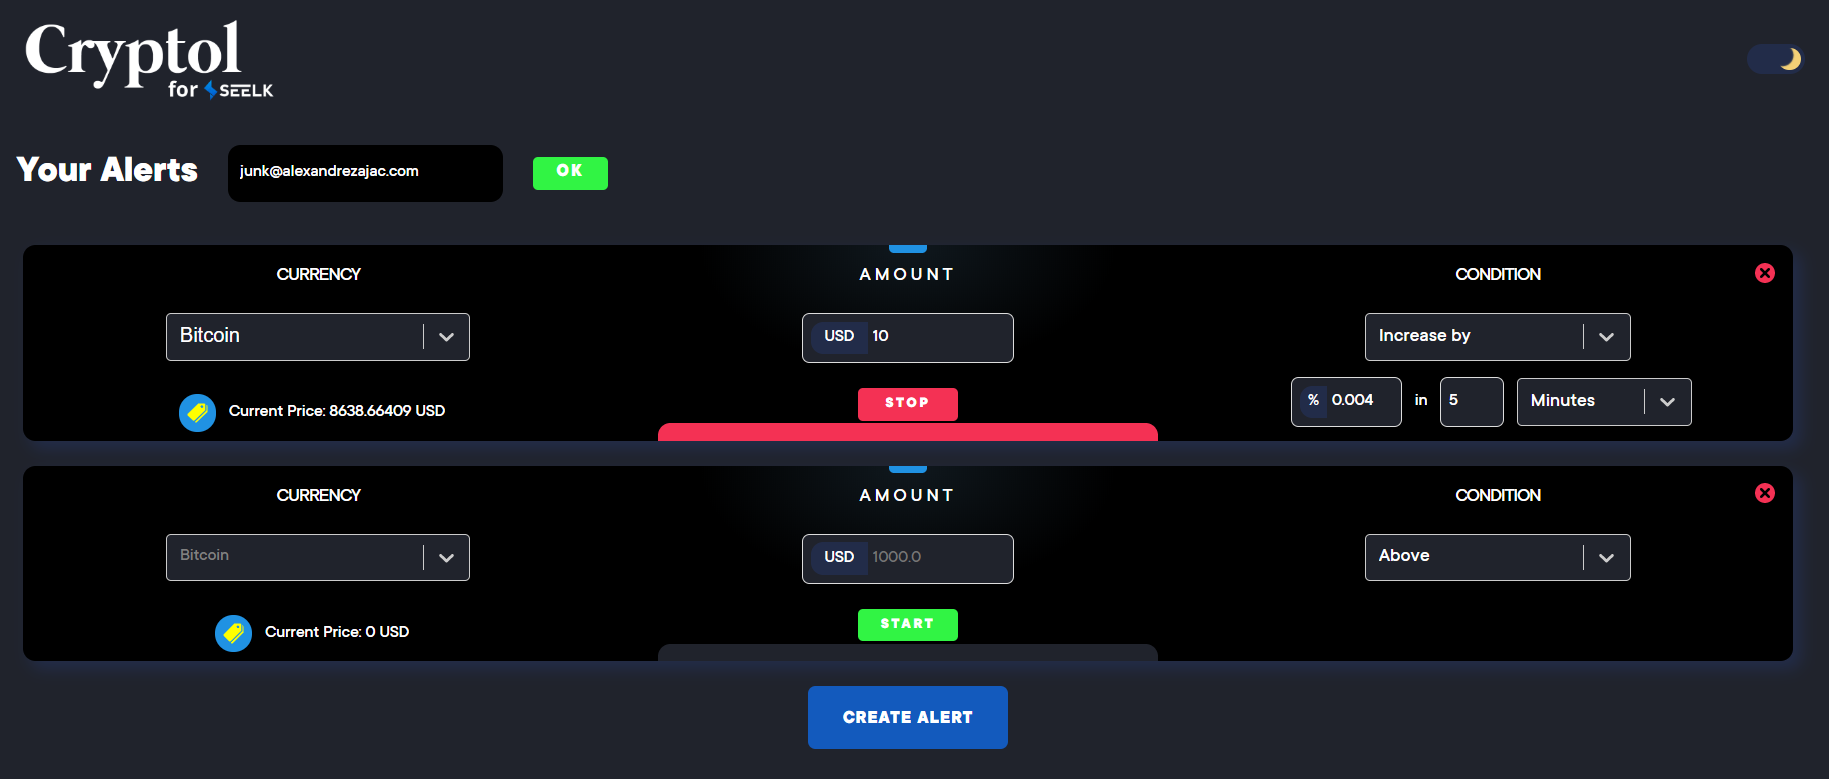 Cryptol
for SEELK
Your Alerts
junk@alexandrezajac.com
OK
CURRENCY
AMOUNT
CONDITION
Bitcoin
USD 10
Increase by
Current Price: 8638.66409 USD
STOP
% 0.004 in 5 Minutes
CURRENCY
AMOUNT
CONDITION
Bitcoin
USD 1000.0
Above
Current Price: 0 USD
START
CREATE ALERT